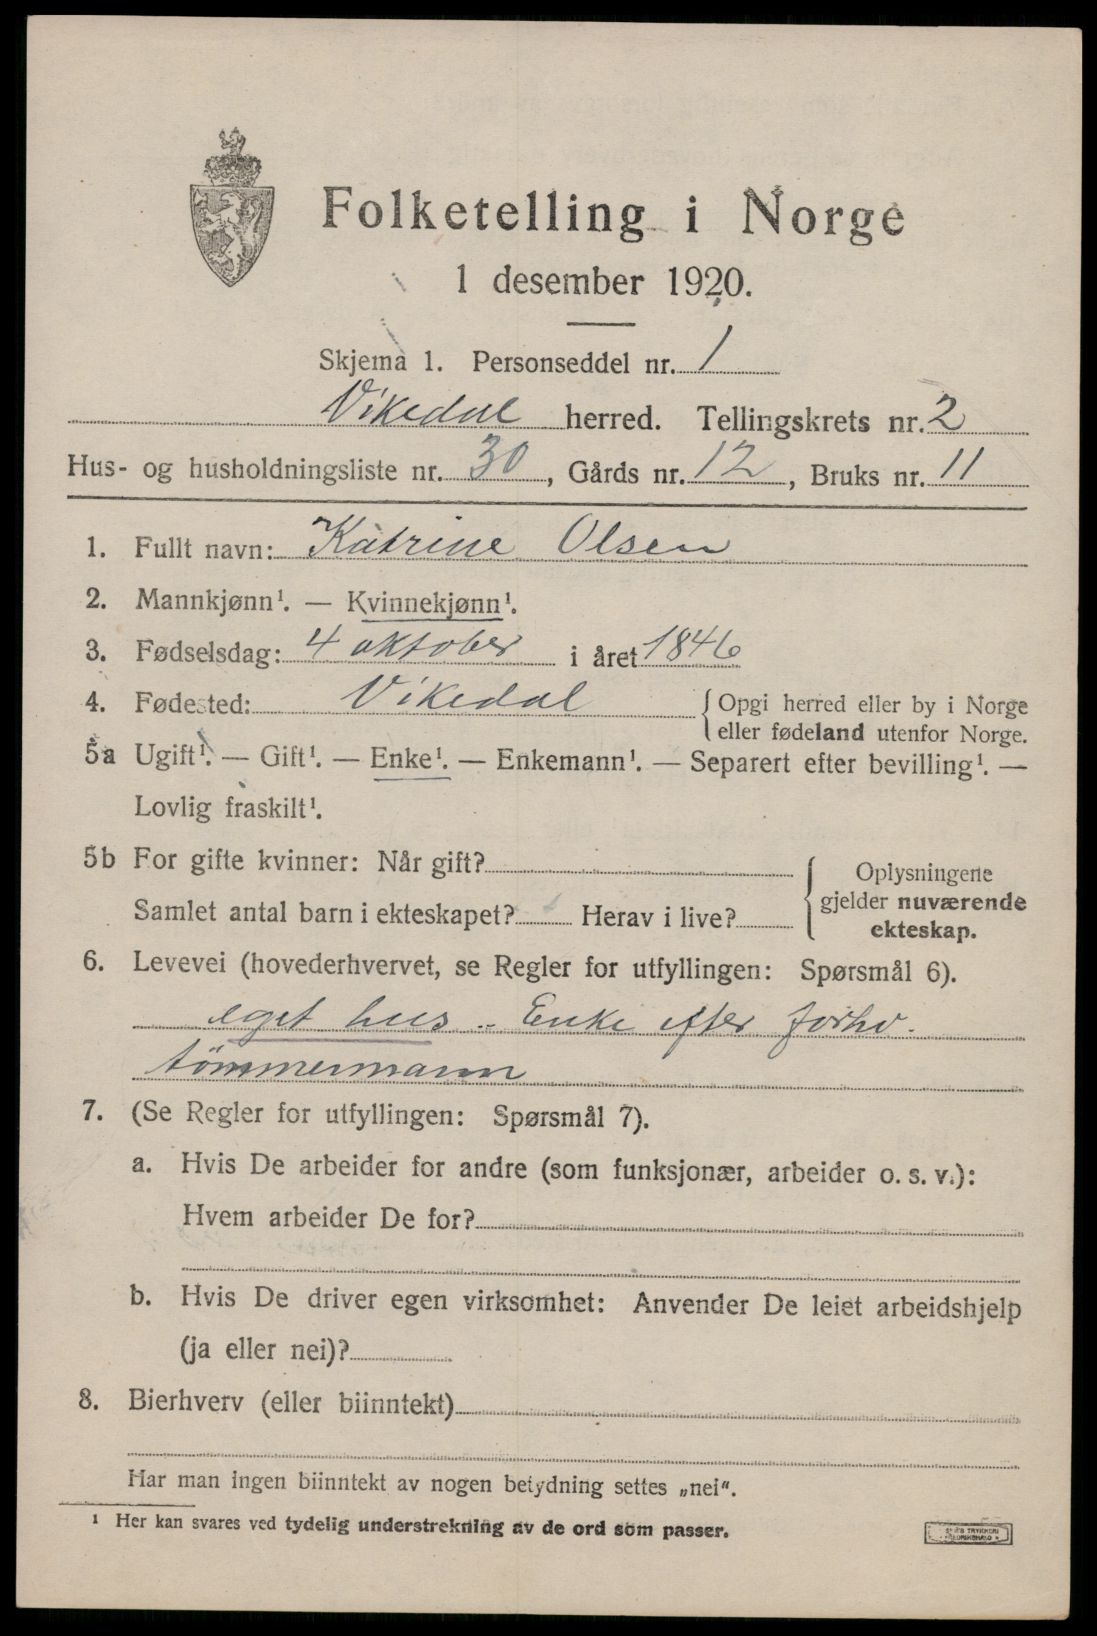 Folketelling i Norge
1 desember 1920.
Skjema 1. Personseddel nr. 1
Vikedal herred. Tellingskrets nr. 2
Hus- og husholdningsliste nr. 30, Gårds nr. 12, Bruks nr. 11
1. Fullt navn: Katrine Olsen
2. Mannkjønn¹. — Kvinnekjønn¹.
3. Fødselsdag: 4 oktober i året 1846
4. Fødested: Vikedal { Opgi herred eller by i Norge
eller fødeland utenfor Norge.
5a Ugift¹. — Gift¹. — Enke¹. — Enkemann¹. — Separert efter bevilling¹. —
Lovlig fraskilt¹.
5b For gifte kvinner: Når gift?
Samlet antal barn i ekteskapet? Herav i live?
{ Oplysningene
gjelder nuværende
ekteskap.
6. Levevei (hovederhvervet, se Regler for utfyllingen: Spørsmål 6).
eget hus .. Enke efter forhv.
tömmermann
7. (Se Regler for utfyllingen: Spørsmål 7).
a. Hvis De arbeider for andre (som funksjonær, arbeider o. s. v.):
Hvem arbeider De for?
b. Hvis De driver egen virksomhet: Anvender De leiet arbeidshjelp
(ja eller nei)?
8. Bierhverv (eller biinntekt)
Har man ingen biinntekt av nogen betydning settes „nei“.
¹ Her kan svares ved tydelig understrekning av de ord som passer.